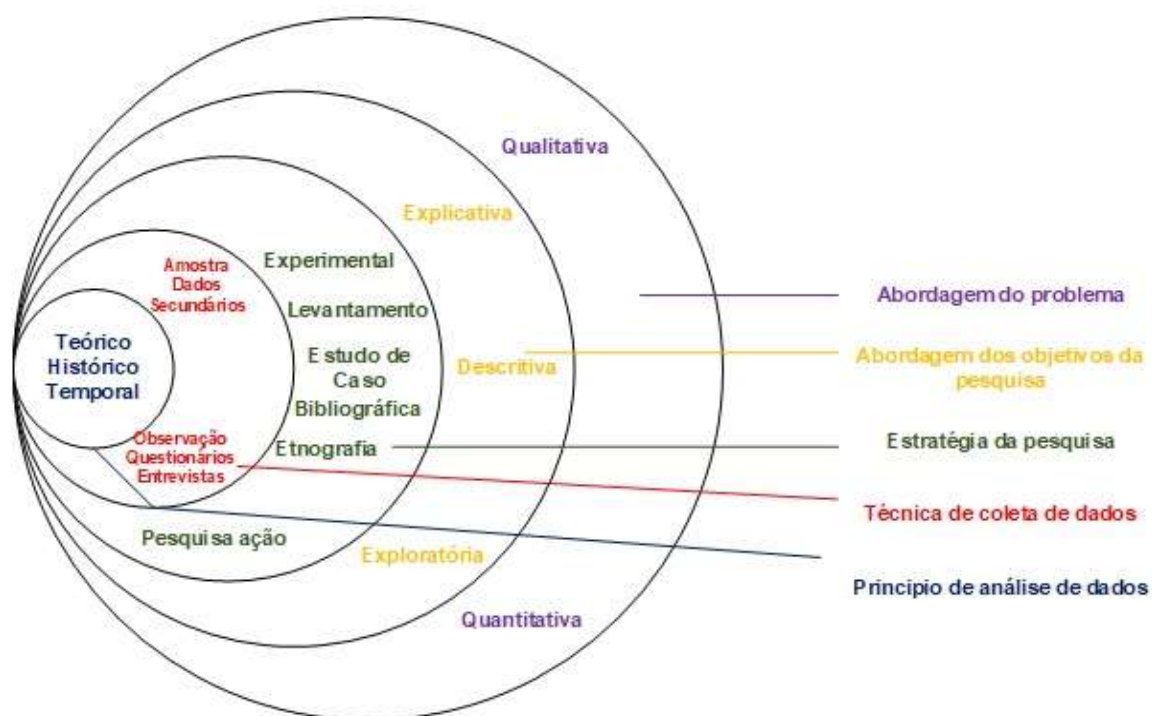 Qualitativa
Explicativa
Experimental
Amostra
Dados
Secundários
Levantamento
Teórico
Histórico
Temporal
Estudo de
Caso
Bibliográfica
Etnografia
Descritiva
Observação
Questionários
Entrevistas
Pesquisa ação
Exploratória
Quantitativa
Abordagem do problema
Abordagem dos objetivos da
pesquisa
Estratégia da pesquisa
Técnica de coleta de dados
Principio de análise de dados